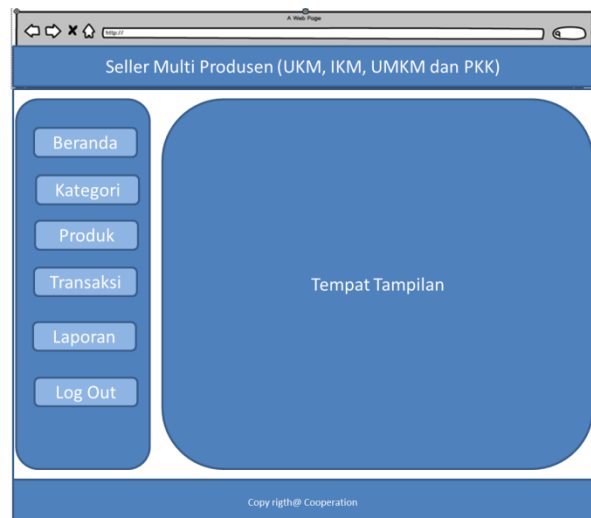 A Web Page
http://
Seller Multi Produsen (UKM, IKM, UMKM dan PKK)
Beranda
Kategori
Produk
Transaksi
Laporan
Log Out
Tempat Tampilan
Copy rigth@ Cooperation